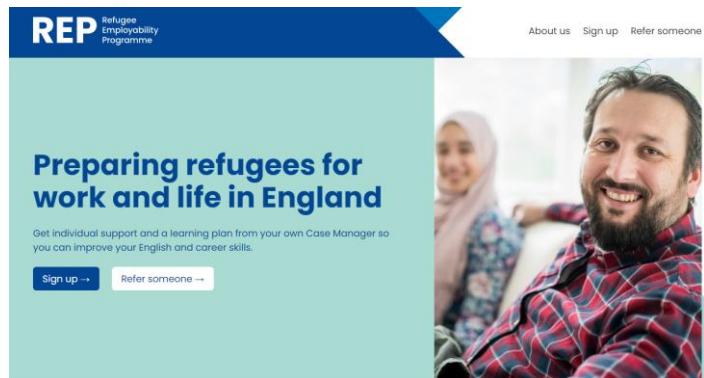 REP Refugee
Employability
Programme
About us Sign up Refer someone
Preparing refugees for
work and life in England
Get individual support and a learning plan from your own Case Manager so
you can improve your English and career skills.
Sign up → Refer someone →